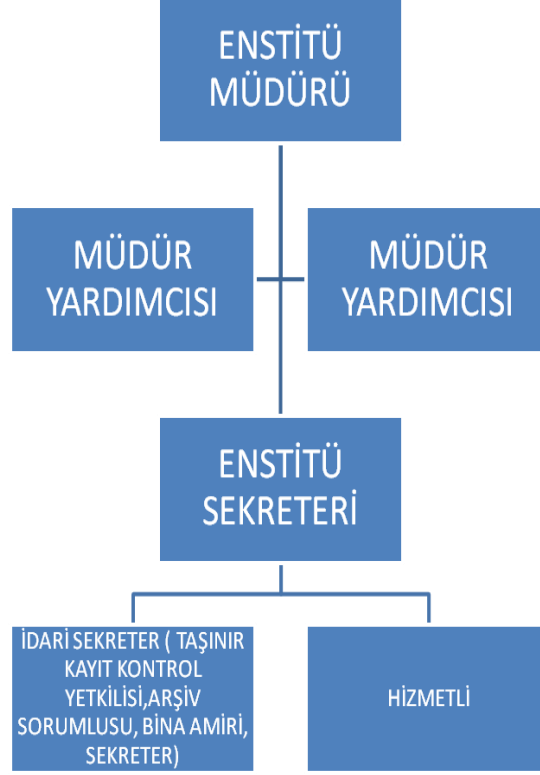 ENSTİTÜ
MÜDÜRÜ
MÜDÜR
YARDIMCISI
MÜDÜR
YARDIMCISI
ENSTİTÜ
SEKRETERİ
İDARİ SEKRETER ( TAŞINIR
KAYIT KONTROL
YETKİLİSİ,ARŞİV
SORUMLUSU, BİNA AMİRİ,
SEKRETER)
HİZMETLİ